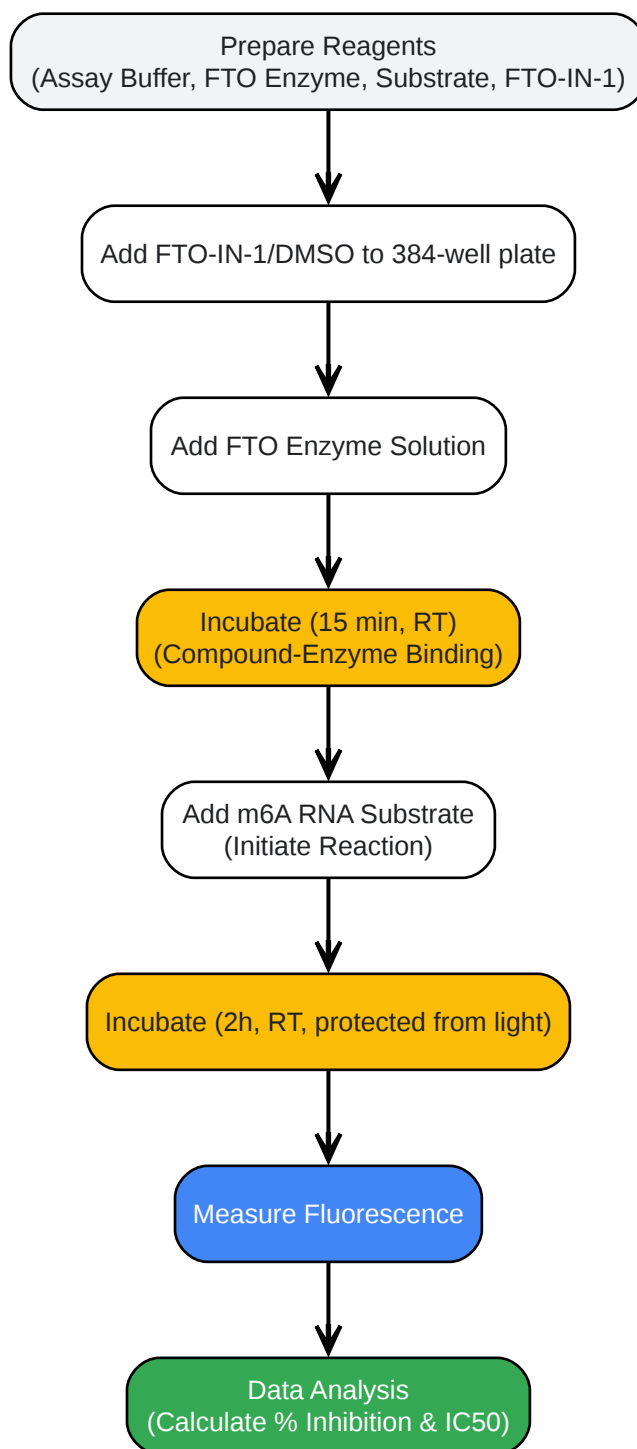 Prepare Reagents
(Assay Buffer, FTO Enzyme, Substrate, FTO-IN-1)
Add FTO-IN-1/DMSO to 384-well plate
Add FTO Enzyme Solution
Incubate (15 min, RT)
(Compound-Enzyme Binding)
Add m6A RNA Substrate
(Initiate Reaction)
Incubate (2h, RT, protected from light)
Measure Fluorescence
Data Analysis
(Calculate % Inhibition & IC50)